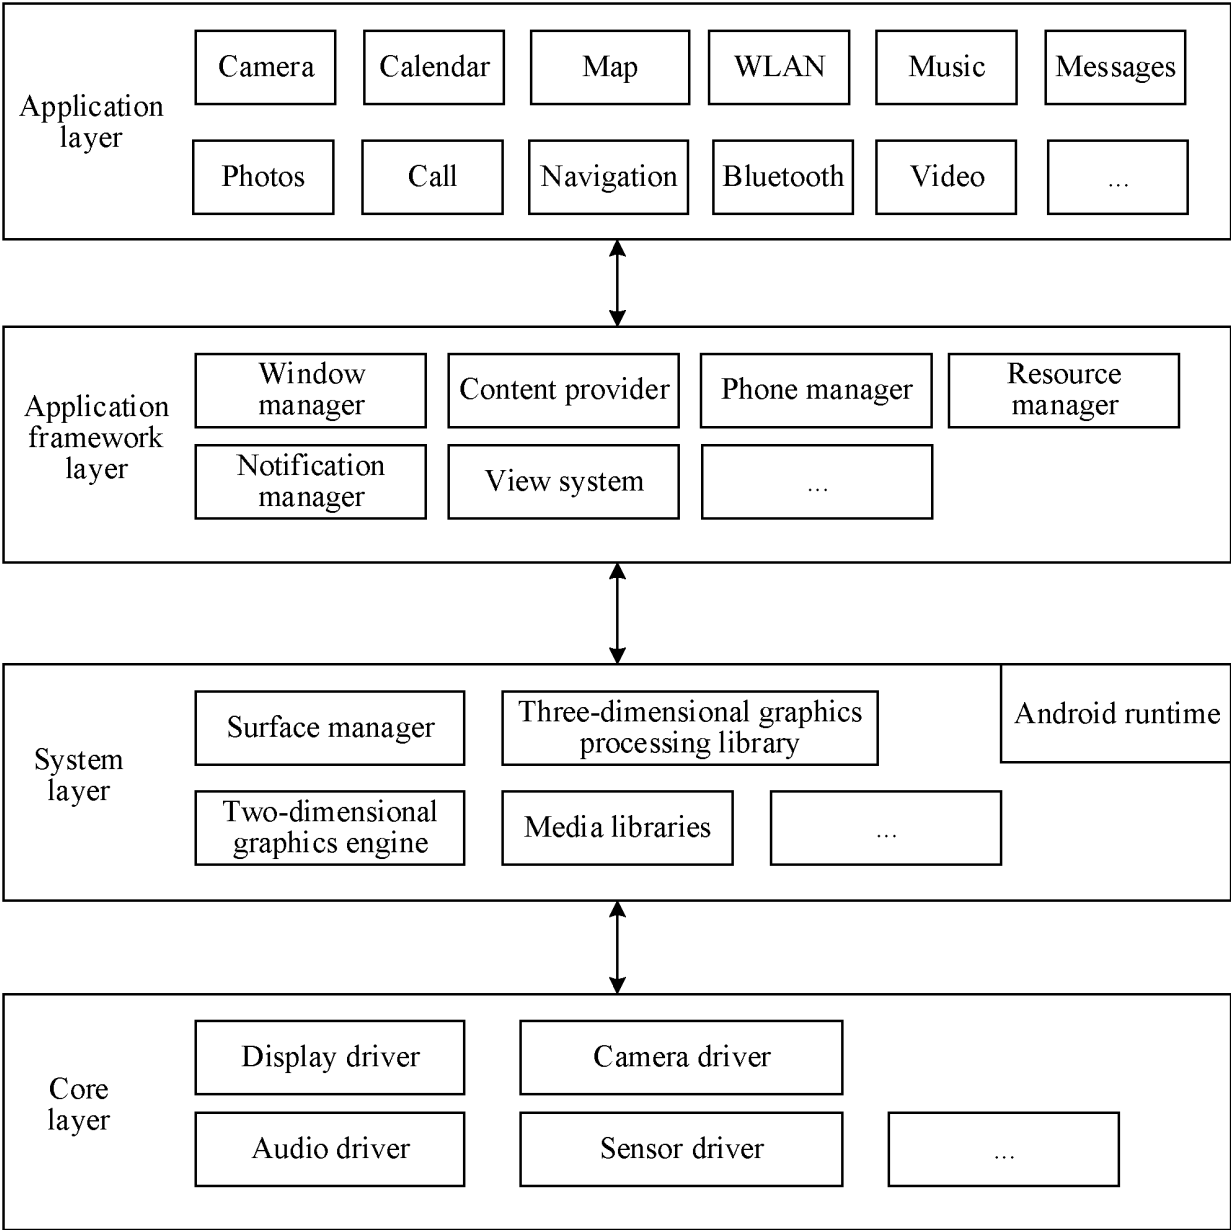 Application
layer
Camera
Calendar
Map
WLAN
Music
Messages
Photos
Call
Navigation
Bluetooth
Video
...
Application
framework
layer
Window
manager
Content provider
Phone manager
Resource
manager
Notification
manager
View system
...
System
layer
Surface manager
Three-dimensional graphics
processing library
Android runtime
Two-dimensional
graphics engine
Media libraries
...
Core
layer
Display driver
Camera driver
Audio driver
Sensor driver
...